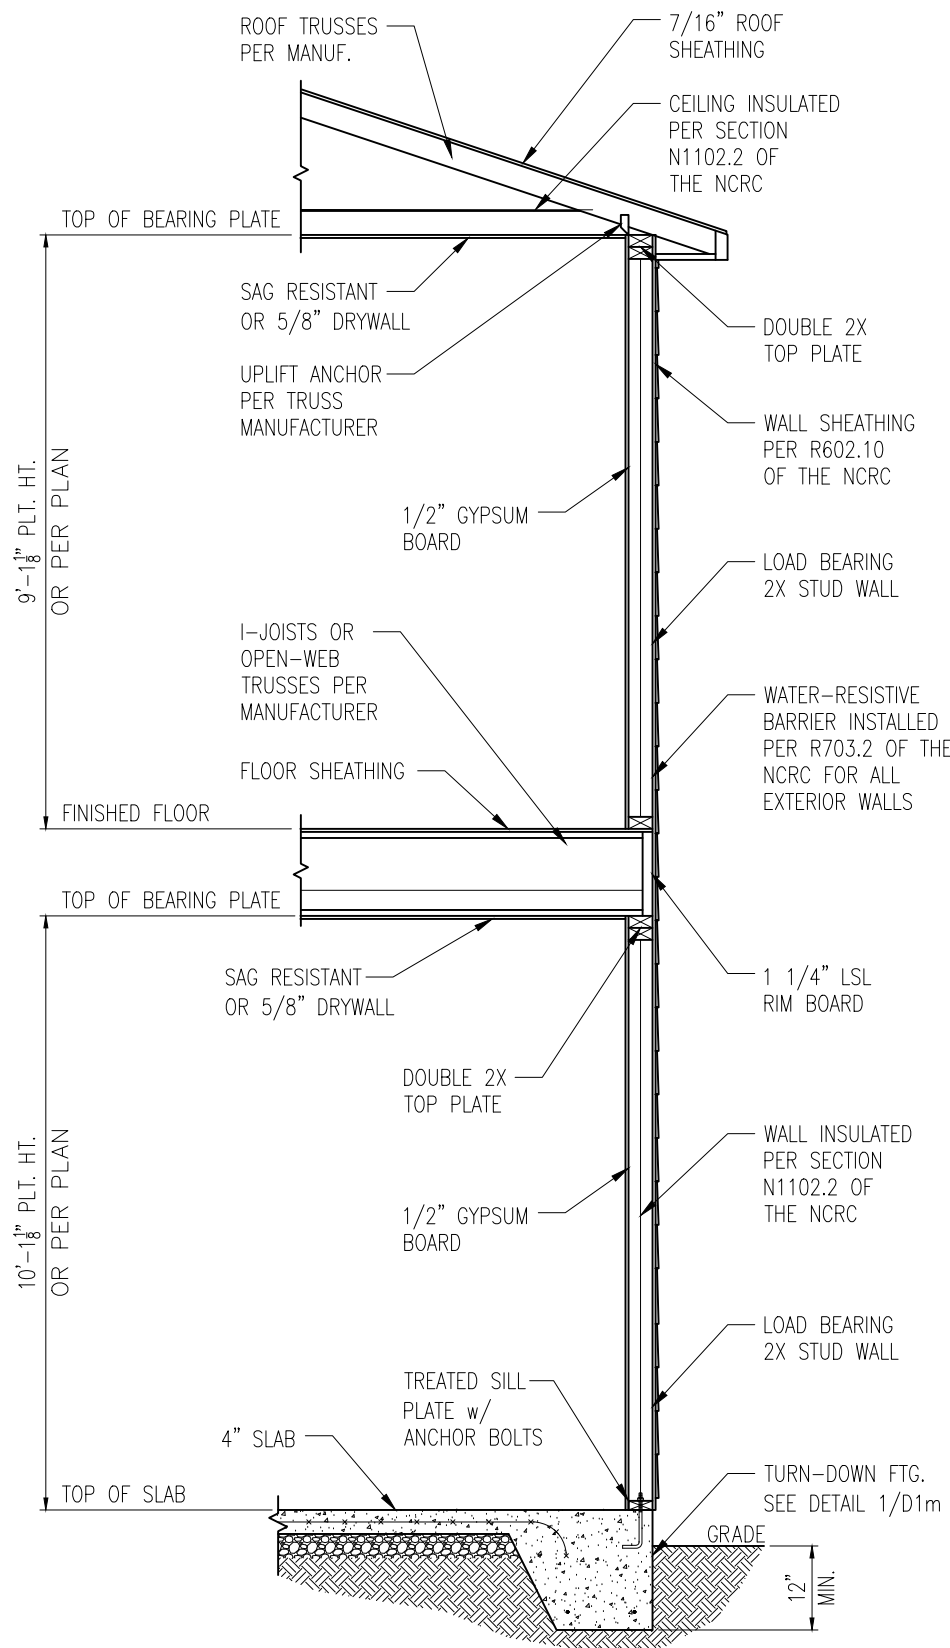 ROOF TRUSSES
PER MANUF.
7/16" ROOF
SHEATHING
CEILING INSULATED
PER SECTION
N1102.2 OF
THE NCRC
TOP OF BEARING PLATE
SAG RESISTANT
OR 5/8" DRYWALL
DOUBLE 2X
TOP PLATE
UPLIFT ANCHOR
PER TRUSS
MANUFACTURER
WALL SHEATHING
PER R602.10
OF THE NCRC
9'-1 1/8" PLT. HT.
OR PER PLAN
1/2" GYPSUM
BOARD
LOAD BEARING
2X STUD WALL
I-JOISTS OR
OPEN-WEB
TRUSSES PER
MANUFACTURER
WATER-RESISTIVE
BARRIER INSTALLED
PER R703.2 OF THE
NCRC FOR ALL
EXTERIOR WALLS
FLOOR SHEATHING
FINISHED FLOOR
TOP OF BEARING PLATE
SAG RESISTANT
OR 5/8" DRYWALL
1 1/4" LSL
RIM BOARD
DOUBLE 2X
TOP PLATE
10'-1 1/8" PLT. HT.
OR PER PLAN
WALL INSULATED
PER SECTION
N1102.2 OF
THE NCRC
1/2" GYPSUM
BOARD
LOAD BEARING
2X STUD WALL
TREATED SILL
PLATE w/
ANCHOR BOLTS
4" SLAB
TOP OF SLAB
TURN-DOWN FTG.
SEE DETAIL 1/D1m
GRADE
12"
MIN.